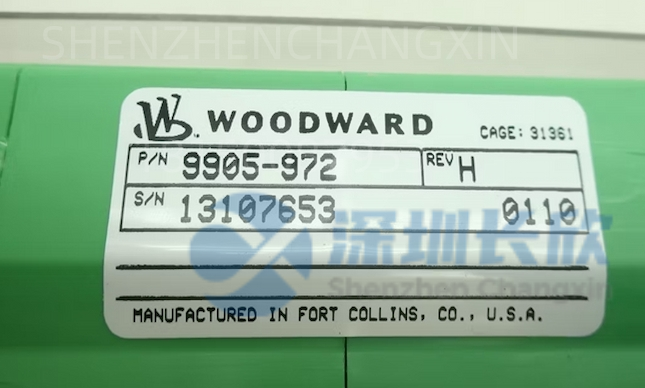 SHENZHENCHANGXIN
WOODWARD CAGE: 31361
P/N 9905-972 REV H
S/N 13107653 0110
深圳长欣
Shenzhen Changxin
MANUFACTURED IN FORT COLLINS, CO., U.S.A.